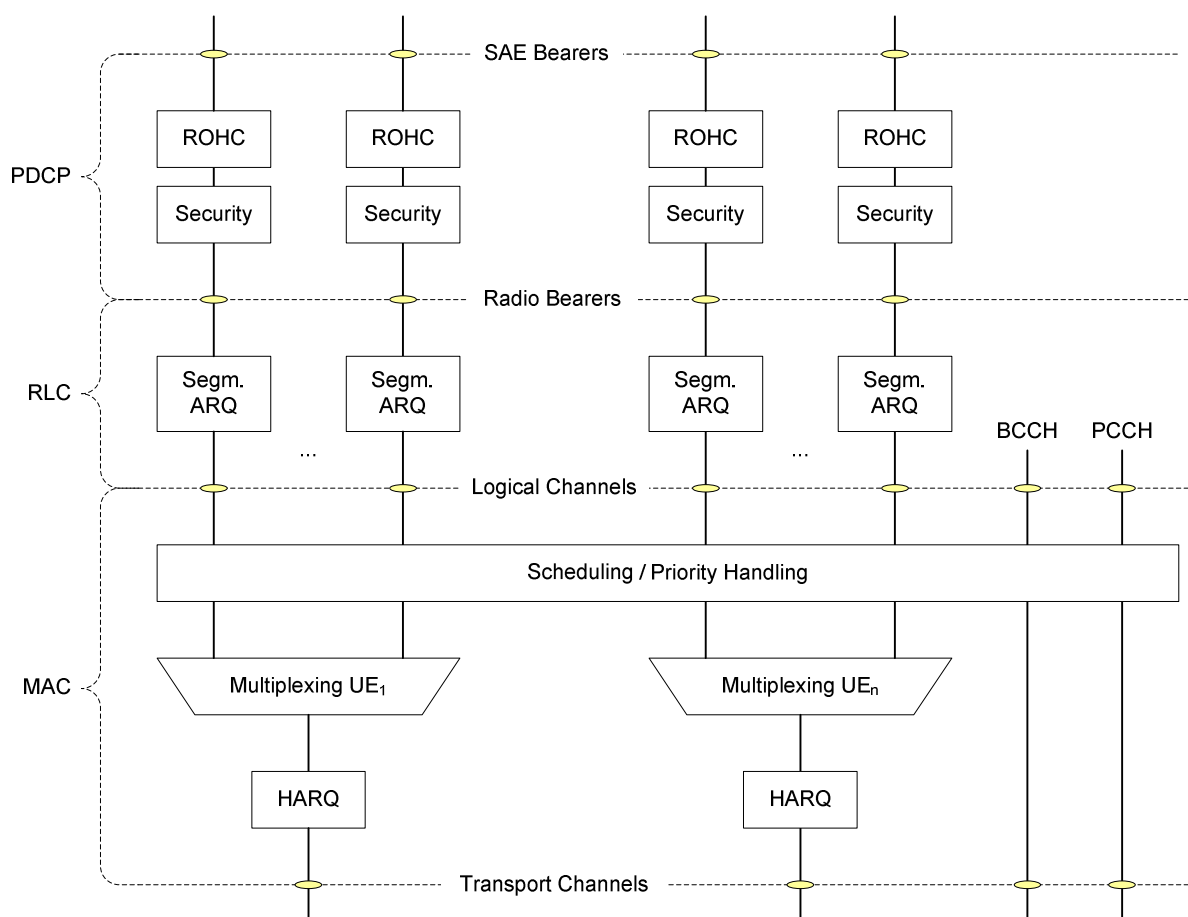 SAE Bearers
ROHC ROHC ROHC ROHC
PDCP
Security Security Security Security
Radio Bearers
Segm. Segm. Segm. Segm.
RLC
ARQ ARQ ARQ ARQ
BCCH PCCH
... ...
Logical Channels
Scheduling / Priority Handling
MAC
Multiplexing UE1 Multiplexing UEn
HARQ HARQ
Transport Channels